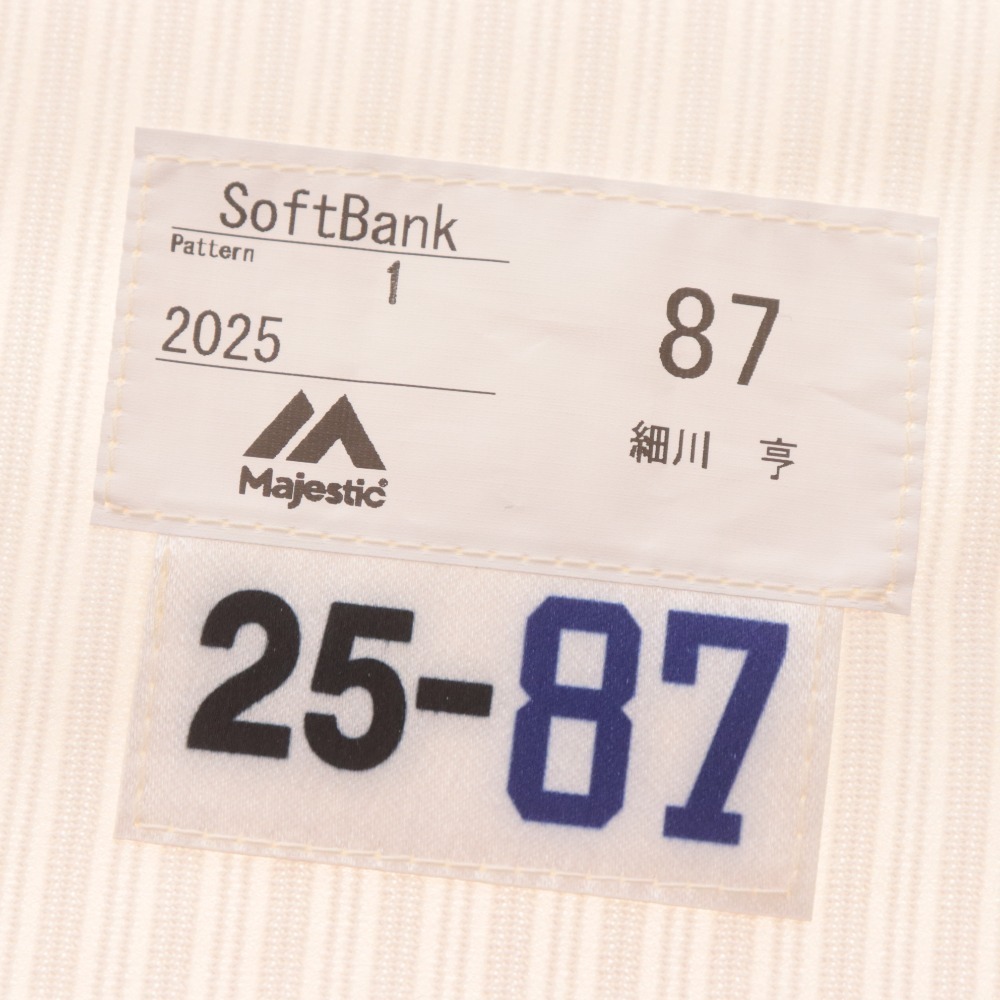 SoftBank
Pattern
1
2025
Majestic®
87
細川 亨
25-87